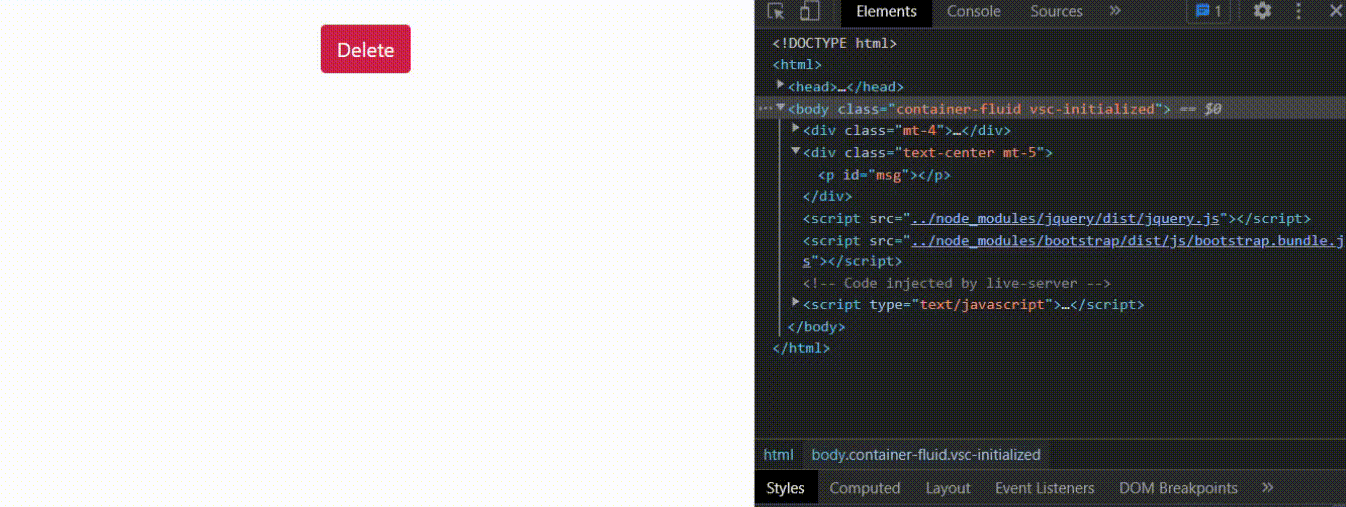 Delete
Elements Console Sources » 1
<!DOCTYPE html>
<html>
<head>…</head>
<body class="container-fluid vsc-initialized"> == $0
<div class="mt-4">…</div>
<div class="text-center mt-5">
<p id="msg"></p>
</div>
<script src="../node_modules/jquery/dist/jquery.js"></script>
<script src="../node_modules/bootstrap/dist/js/bootstrap.bundle.j
s"></script>
<!-- Code injected by live-server -->
<script type="text/javascript">…</script>
</body>
</html>
html body.container-fluid.vsc-initialized
Styles Computed Layout Event Listeners DOM Breakpoints »